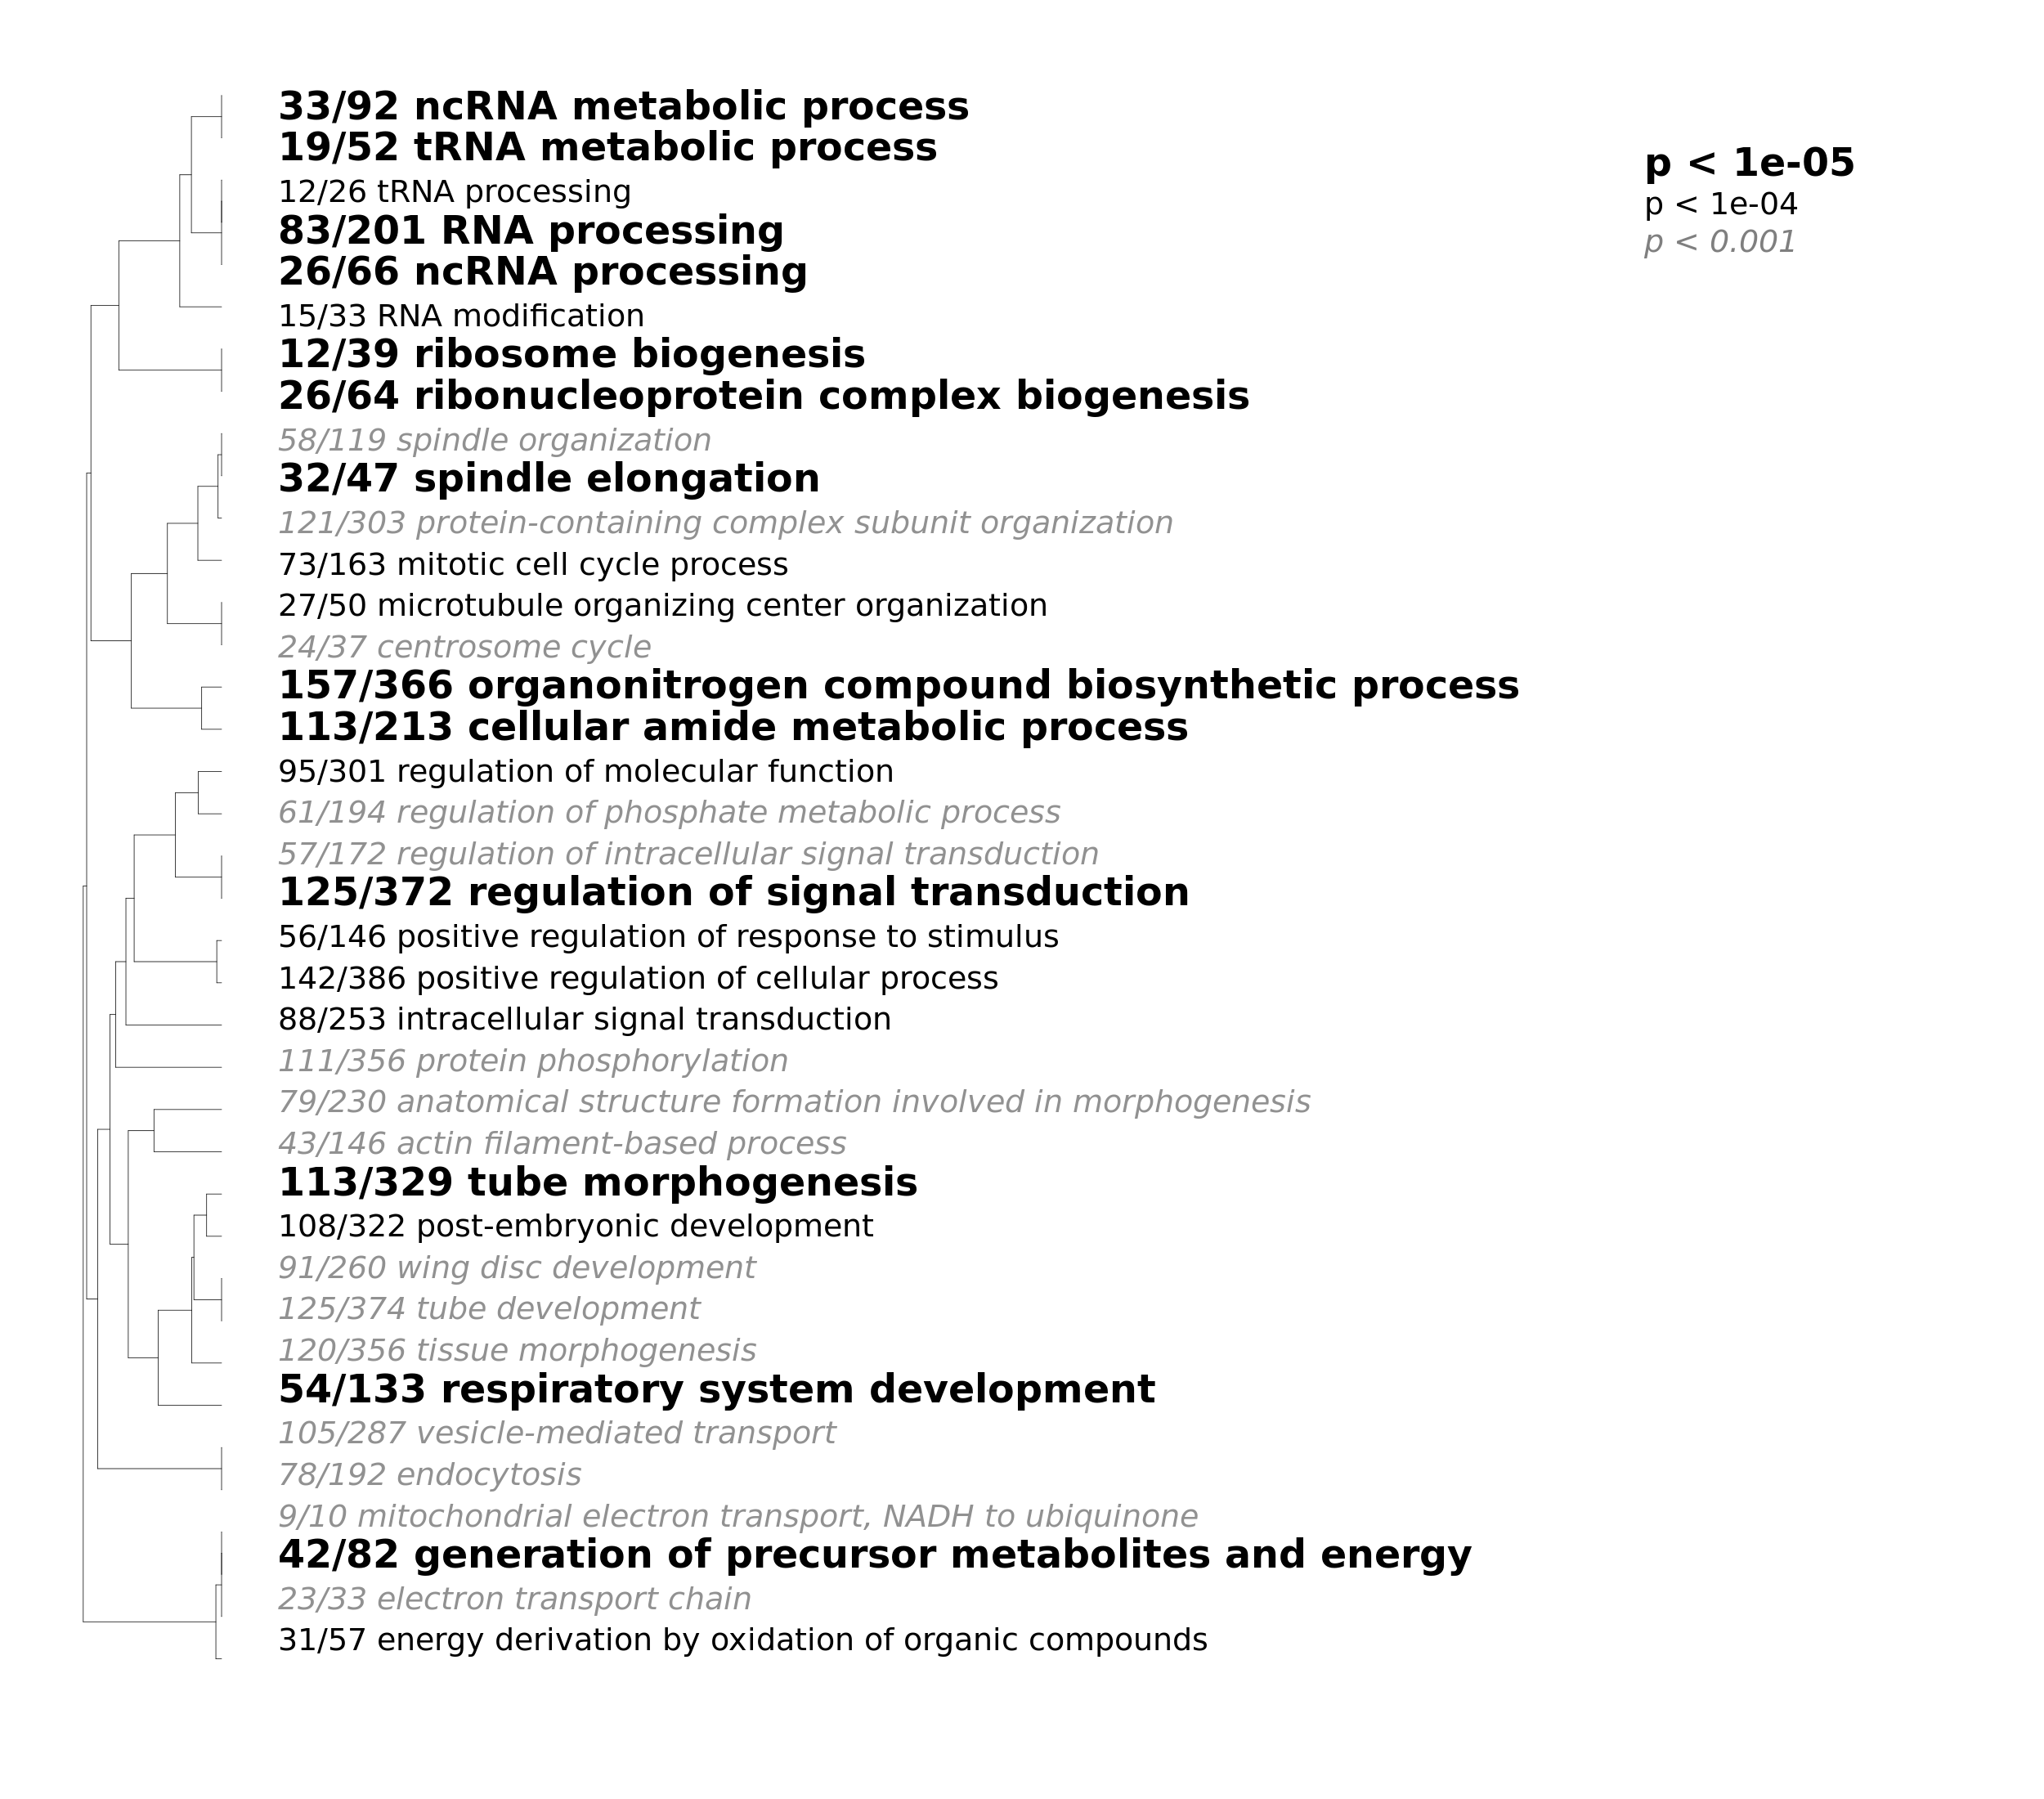 33/92 ncRNA metabolic process
19/52 tRNA metabolic process
12/26 tRNA processing
83/201 RNA processing
26/66 ncRNA processing
15/33 RNA modification
12/39 ribosome biogenesis
26/64 ribonucleoprotein complex biogenesis
58/119 spindle organization
32/47 spindle elongation
121/303 protein-containing complex subunit organization
73/163 mitotic cell cycle process
27/50 microtubule organizing center organization
24/37 centrosome cycle
157/366 organonitrogen compound biosynthetic process
113/213 cellular amide metabolic process
95/301 regulation of molecular function
61/194 regulation of phosphate metabolic process
57/172 regulation of intracellular signal transduction
125/372 regulation of signal transduction
56/146 positive regulation of response to stimulus
142/386 positive regulation of cellular process
88/253 intracellular signal transduction
111/356 protein phosphorylation
79/230 anatomical structure formation involved in morphogenesis
43/146 actin filament-based process
113/329 tube morphogenesis
108/322 post-embryonic development
91/260 wing disc development
125/374 tube development
120/356 tissue morphogenesis
54/133 respiratory system development
105/287 vesicle-mediated transport
78/192 endocytosis
9/10 mitochondrial electron transport, NADH to ubiquinone
42/82 generation of precursor metabolites and energy
23/33 electron transport chain
31/57 energy derivation by oxidation of organic compounds
p < 1e-05
p < 1e-04
p < 0.001